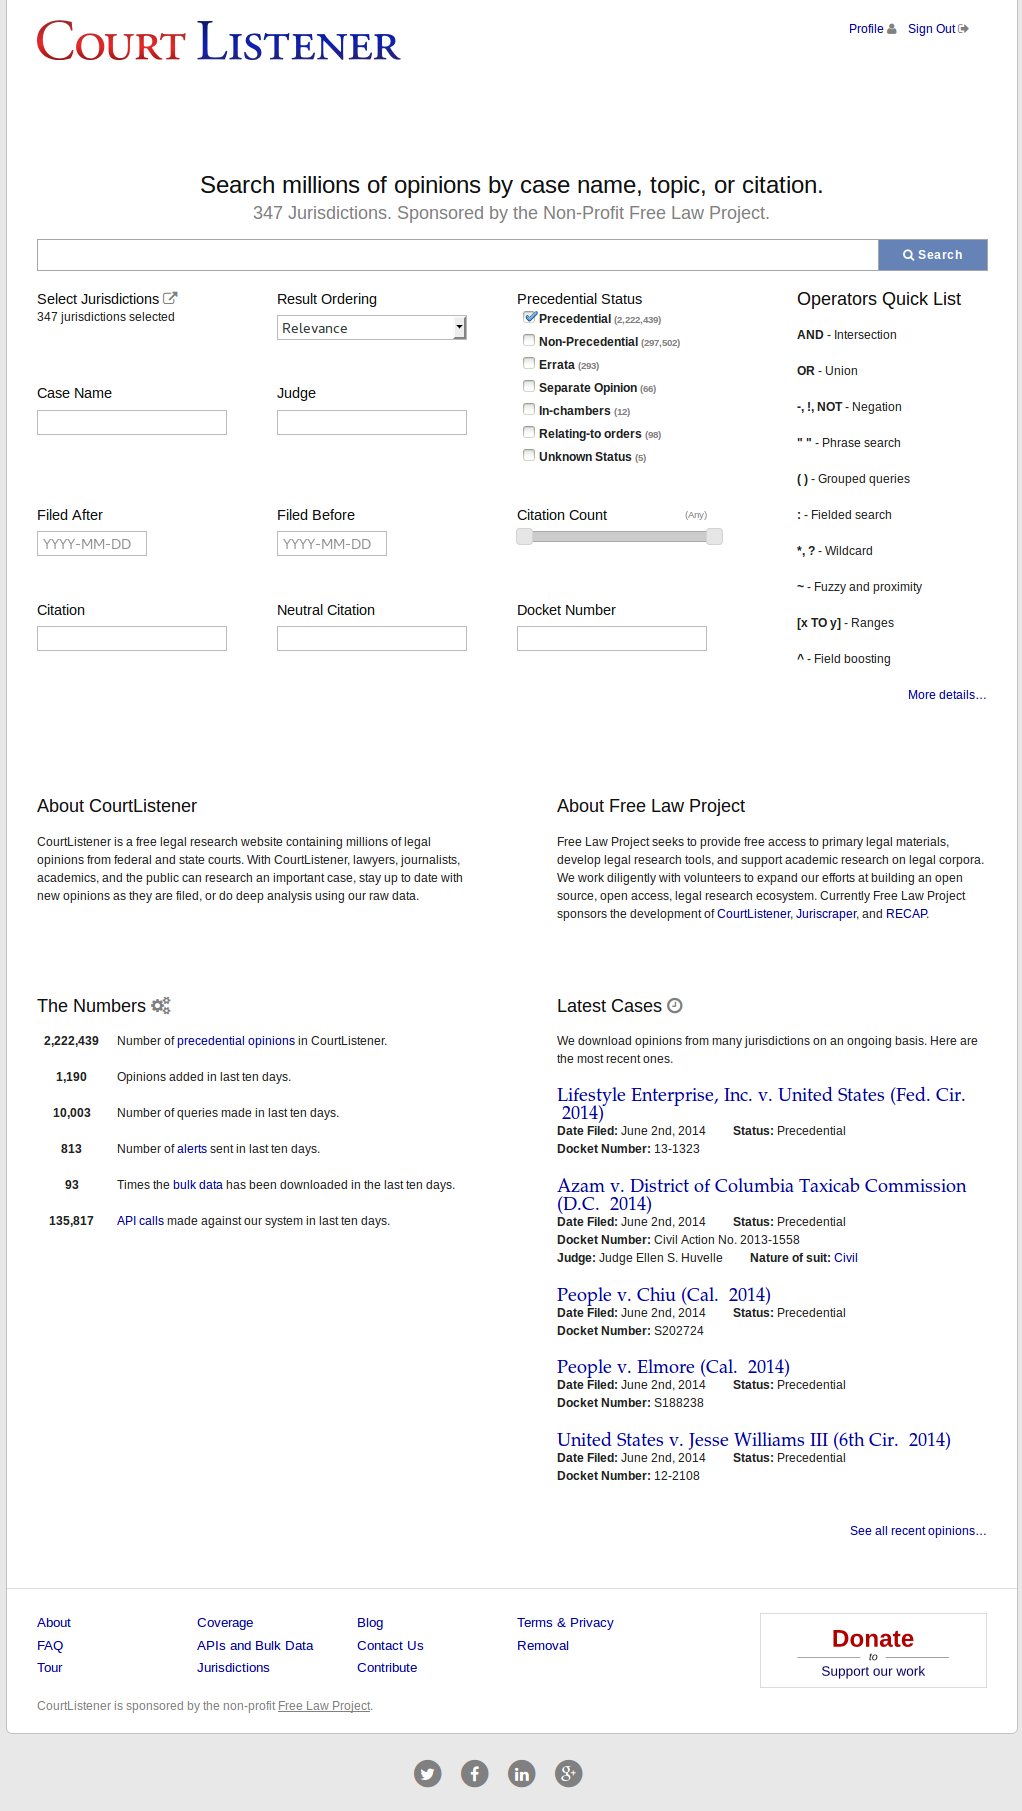 COURT LISTENER
Profile Sign Out
Search millions of opinions by case name, topic, or citation.
347 Jurisdictions. Sponsored by the Non-Profit Free Law Project.
Search
Select Jurisdictions
347 jurisdictions selected
Result Ordering
Relevance
Case Name
Judge
Precedential Status
Precedential (2,222,439)
Non-Precedential (297,502)
Errata (293)
Separate Opinion (66)
In-chambers (12)
Relating-to orders (98)
Unknown Status (5)
Filed After
YYYY-MM-DD
Filed Before
YYYY-MM-DD
Citation Count (Any)
Citation
Neutral Citation
Docket Number
Operators Quick List
AND - Intersection
OR - Union
-, !, NOT - Negation
" " - Phrase search
( ) - Grouped queries
: - Fielded search
*, ? - Wildcard
~ - Fuzzy and proximity
[x TO y] - Ranges
^ - Field boosting
More details…
About CourtListener
CourtListener is a free legal research website containing millions of legal
opinions from federal and state courts. With CourtListener, lawyers, journalists,
academics, and the public can research an important case, stay up to date with
new opinions as they are filed, or do deep analysis using our raw data.
About Free Law Project
Free Law Project seeks to provide free access to primary legal materials,
develop legal research tools, and support academic research on legal corpora.
We work diligently with volunteers to expand our efforts at building an open
source, open access, legal research ecosystem. Currently Free Law Project
sponsors the development of CourtListener, Juriscraper, and RECAP.
The Numbers
2,222,439 Number of precedential opinions in CourtListener.
1,190 Opinions added in last ten days.
10,003 Number of queries made in last ten days.
813 Number of alerts sent in last ten days.
93 Times the bulk data has been downloaded in the last ten days.
135,817 API calls made against our system in last ten days.
Latest Cases
We download opinions from many jurisdictions on an ongoing basis. Here are
the most recent ones.
Lifestyle Enterprise, Inc. v. United States (Fed. Cir.
2014)
Date Filed: June 2nd, 2014 Status: Precedential
Docket Number: 13-1323
Azam v. District of Columbia Taxicab Commission
(D.C. 2014)
Date Filed: June 2nd, 2014 Status: Precedential
Docket Number: Civil Action No. 2013-1558
Judge: Judge Ellen S. Huvelle Nature of suit: Civil
People v. Chiu (Cal. 2014)
Date Filed: June 2nd, 2014 Status: Precedential
Docket Number: S202724
People v. Elmore (Cal. 2014)
Date Filed: June 2nd, 2014 Status: Precedential
Docket Number: S188238
United States v. Jesse Williams III (6th Cir. 2014)
Date Filed: June 2nd, 2014 Status: Precedential
Docket Number: 12-2108
See all recent opinions…
About
FAQ
Tour
Coverage
APIs and Bulk Data
Jurisdictions
Blog
Contact Us
Contribute
Terms & Privacy
Removal
Donate
to
Support our work
CourtListener is sponsored by the non-profit Free Law Project.